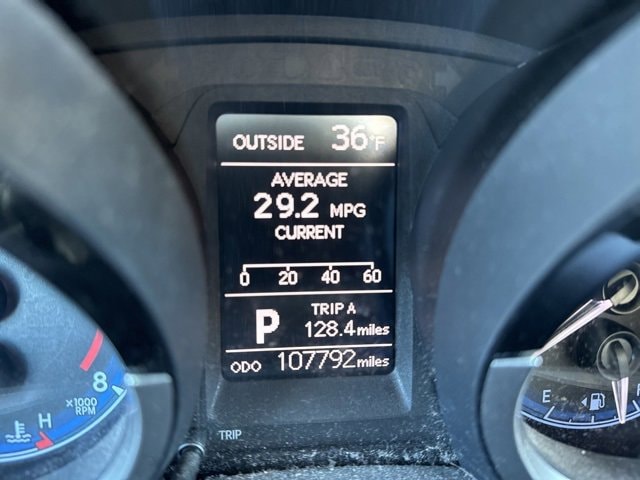 OUTSIDE 36°F
AVERAGE
29.2 MPG
CURRENT
0 20 40 60
P
TRIP A
128.4 miles
ODO 107792 miles
8
x1000
RPM
H
TRIP
E
F